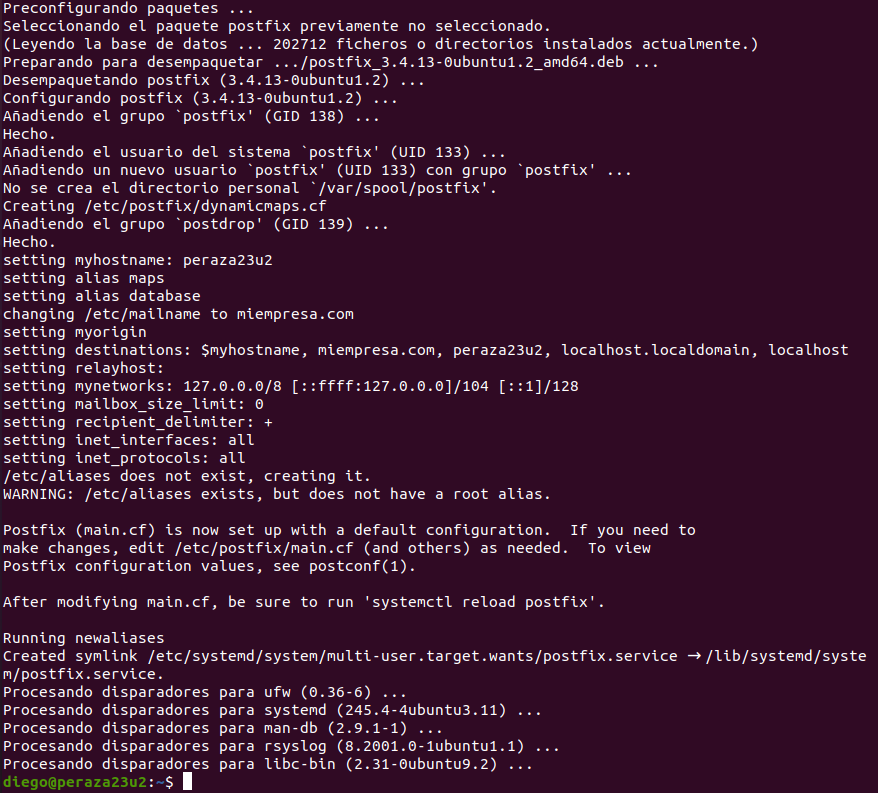 Preconfigurando paquetes ...
Seleccionando el paquete postfix previamente no seleccionado.
(Leyendo la base de datos ... 202712 ficheros o directorios instalados actualmente.)
Preparando para desempaquetar .../postfix_3.4.13-0ubuntu1.2_amd64.deb ...
Desempaquetando postfix (3.4.13-0ubuntu1.2) ...
Configurando postfix (3.4.13-0ubuntu1.2) ...
Añadiendo el grupo `postfix' (GID 138) ...
Hecho.
Añadiendo el usuario del sistema `postfix' (UID 133) ...
Añadiendo un nuevo usuario `postfix' (UID 133) con grupo `postfix' ...
No se crea el directorio personal `/var/spool/postfix'.
Creating /etc/postfix/dynamicmaps.cf
Añadiendo el grupo `postdrop' (GID 139) ...
Hecho.
setting myhostname: peraza23u2
setting alias maps
setting alias database
changing /etc/mailname to miempresa.com
setting myorigin
setting destinations: $myhostname, miempresa.com, peraza23u2, localhost.localdomain, localhost
setting relayhost:
setting mynetworks: 127.0.0.0/8 [::ffff:127.0.0.0]/104 [::1]/128
setting mailbox_size_limit: 0
setting recipient_delimiter: +
setting inet_interfaces: all
setting inet_protocols: all
/etc/aliases does not exist, creating it.
WARNING: /etc/aliases exists, but does not have a root alias.

Postfix (main.cf) is now set up with a default configuration.  If you need to
make changes, edit /etc/postfix/main.cf (and others) as needed.  To view
Postfix configuration values, see postconf(1).

After modifying main.cf, be sure to run 'systemctl reload postfix'.

Running newaliases
Created symlink /etc/systemd/system/multi-user.target.wants/postfix.service → /lib/systemd/syste
m/postfix.service.
Procesando disparadores para ufw (0.36-6) ...
Procesando disparadores para systemd (245.4-4ubuntu3.11) ...
Procesando disparadores para man-db (2.9.1-1) ...
Procesando disparadores para rsyslog (8.2001.0-1ubuntu1.1) ...
Procesando disparadores para libc-bin (2.31-0ubuntu9.2) ...
diego@peraza23u2:~$